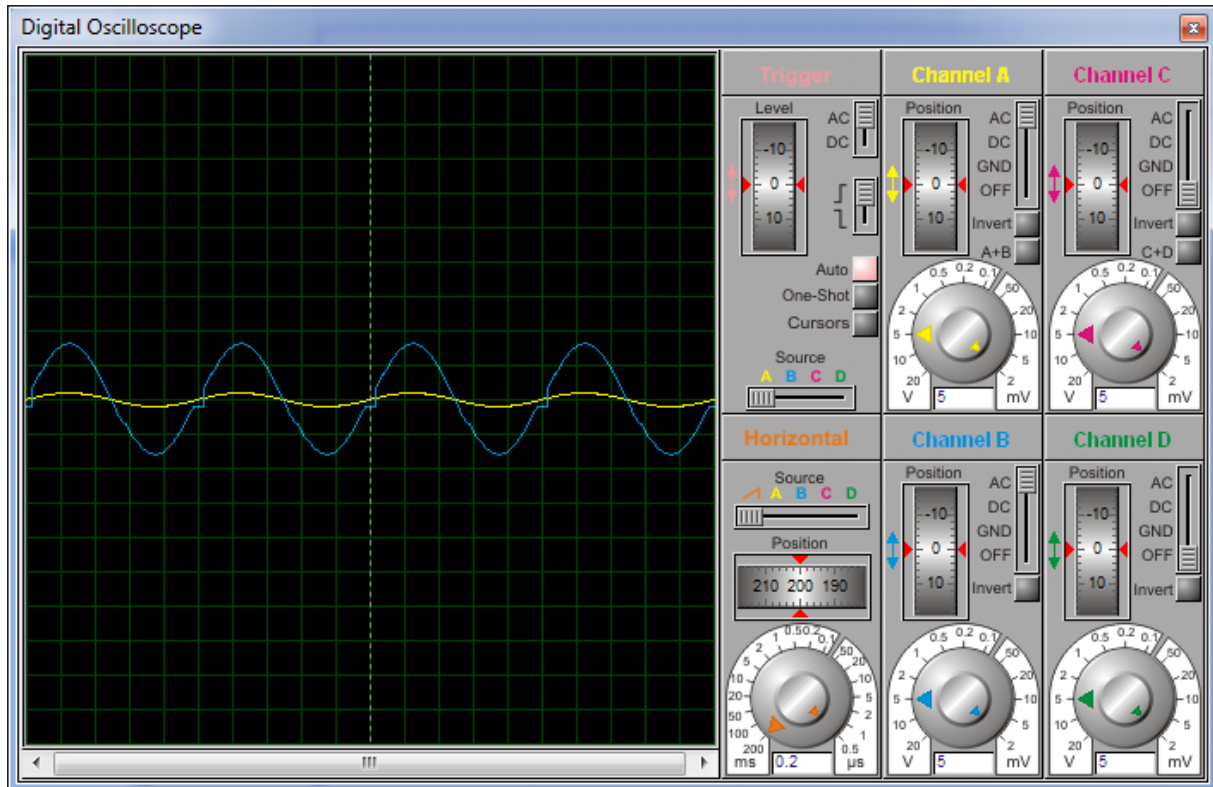 Digital Oscilloscope
Trigger
Level
AC
DC
-10
0
10
Auto
One-Shot
Cursors
Source
A B C D
Channel A
Position
AC
DC
GND
OFF
-10
0
10
Invert
A+B
20 10 5 2 1 0.5 0.2 0.1 50 20 10 5 2
V 5 mV
Channel C
Position
AC
DC
GND
OFF
-10
0
10
Invert
C+D
20 10 5 2 1 0.5 0.2 0.1 50 20 10 5 2
V 5 mV
Horizontal
Source
A B C D
Position
210 200 190
200 100 50 20 10 5 2 1 0.5 0.2 0.1 50 20 10 5 2 1 0.5
ms 0.2 µs
Channel B
Position
AC
DC
GND
OFF
-10
0
10
Invert
20 10 5 2 1 0.5 0.2 0.1 50 20 10 5 2
V 5 mV
Channel D
Position
AC
DC
GND
OFF
-10
0
10
Invert
20 10 5 2 1 0.5 0.2 0.1 50 20 10 5 2
V 5 mV